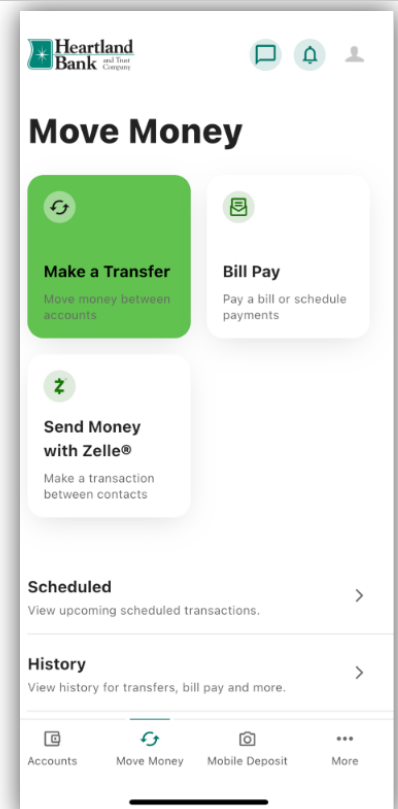 Heartland
Bank and Trust Company
Move Money
Make a Transfer
Move money between
accounts
Bill Pay
Pay a bill or schedule
payments
Send Money
with Zelle®
Make a transaction
between contacts
Scheduled
View upcoming scheduled transactions.
History
View history for transfers, bill pay and more.
Accounts Move Money Mobile Deposit More